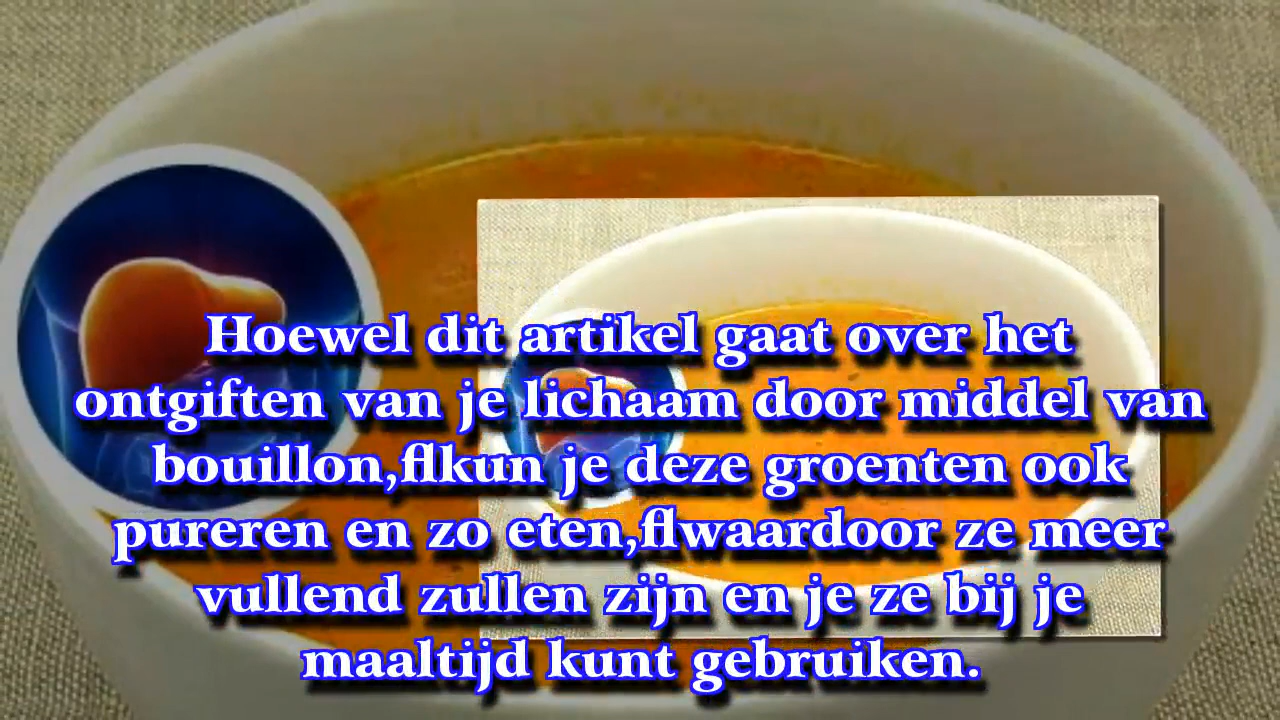 Hoewel dit artikel gaat over het
ontgiften van je lichaam door middel van
bouillon,flkun je deze groenten ook
pureren en zo eten,flwaardoor ze meer
vullend zullen zijn en je ze bij je
maaltijd kunt gebruiken.